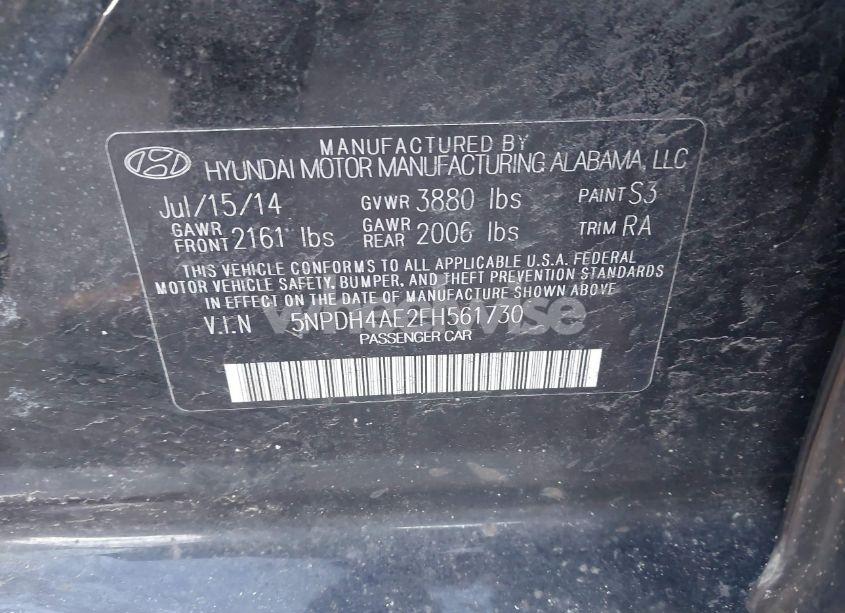 MANUFACTURED BY
HYUNDAI MOTOR MANUFACTURING ALABAMA, LLC
Jul/15/14 GVWR 3880 lbs PAINT S3
GAWR FRONT 2161 lbs GAWR REAR 2006 lbs TRIM RA
THIS VEHICLE CONFORMS TO ALL APPLICABLE U.S.A. FEDERAL
MOTOR VEHICLE SAFETY, BUMPER, AND THEFT PREVENTION STANDARDS
IN EFFECT ON THE DATE OF MANUFACTURE SHOWN ABOVE.
V.I.N 5NPDH4AE2EH561730
PASSENGER CAR